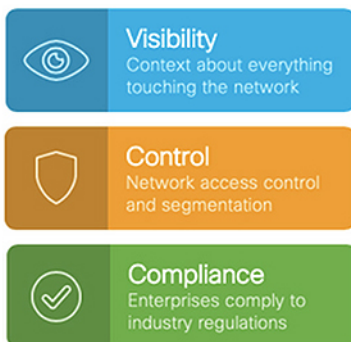 Visibility
Context about everything
touching the network
Control
Network access control
and segmentation
Compliance
Enterprises comply to
industry regulations